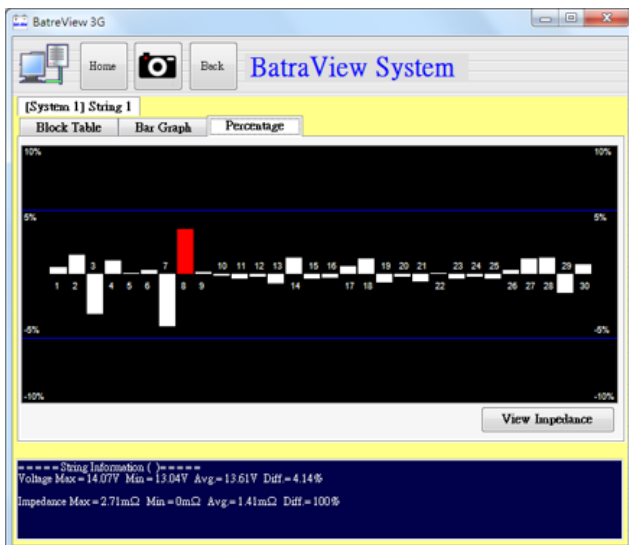 BatreView 3G
Home
Back
BatraView System
[System 1] String 1
Block Table
Bar Graph
Percentage
10% 10%
5% 5%
3 7 10 11 12 13 15 16 19 20 21 23 24 25 29
1 2 4 5 6 8 9 14 17 18 22 26 27 28 30
-5% -5%
-10% -10%
View Impedance
=====String Information ( )=====
Voltage Max=14.07V Min=13.04V Avg.=13.61V Diff.=4.14%
Impedance Max=2.71mΩ Min=0mΩ Avg.=1.41mΩ Diff.=100%